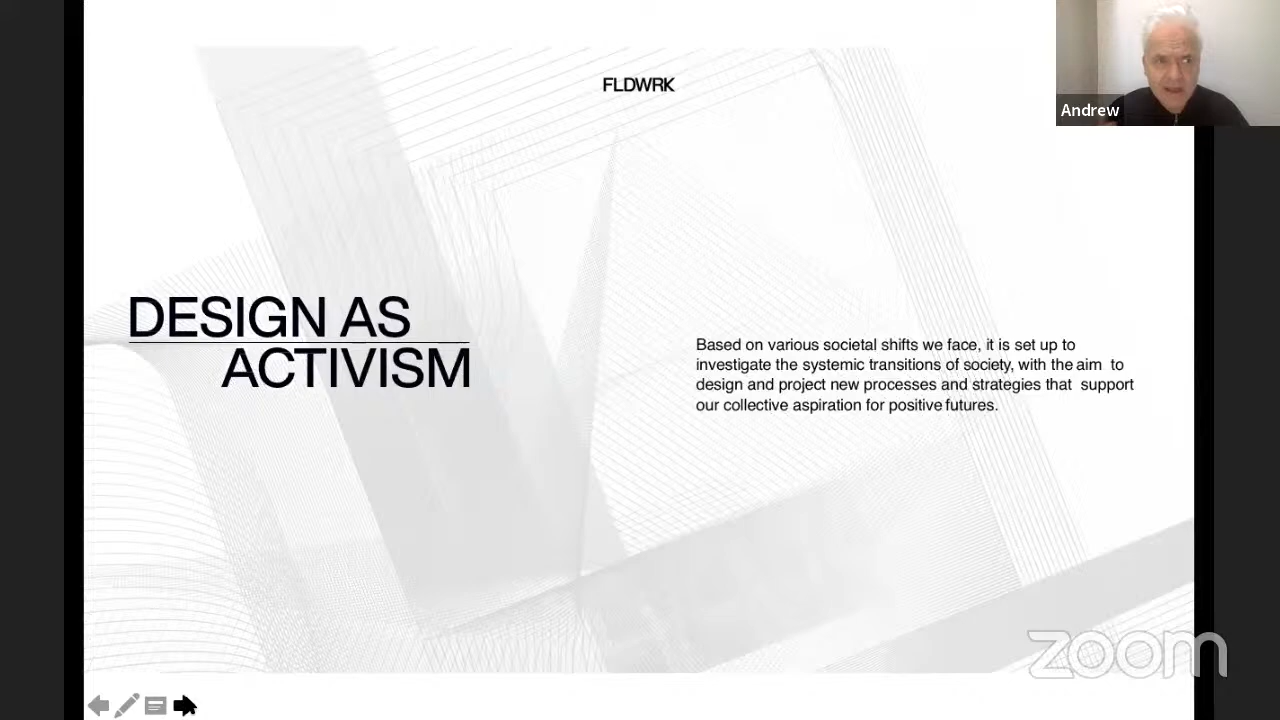 FLDWRK
Andrew
DESIGN AS
ACTIVISM
Based on various societal shifts we face, it is set up to
investigate the systemic transitions of society, with the aim to
design and project new processes and strategies that support
our collective aspiration for positive futures.
zoom